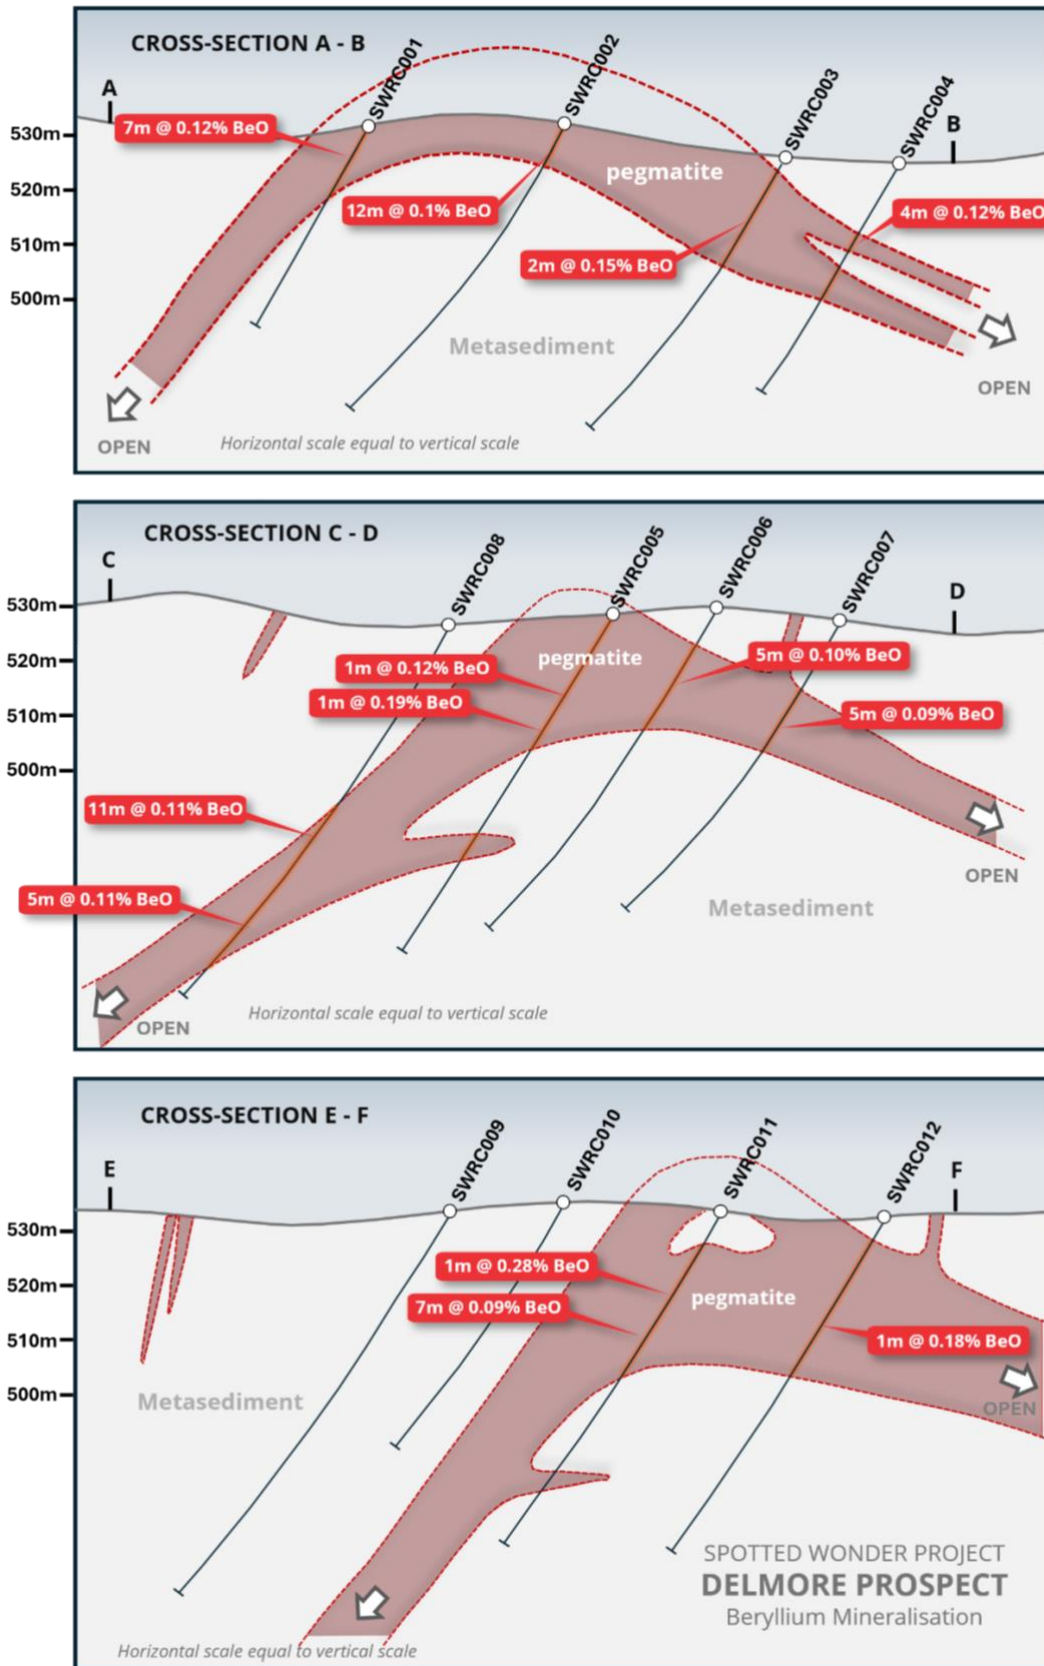 CROSS-SECTION A - B
SWRC001
SWRC002
SWRC003
SWRC004
A
B
530m
520m
510m
500m
7m @ 0.12% BeO
12m @ 0.1% BeO
pegmatite
4m @ 0.12% BeO
2m @ 0.15% BeO
Metasediment
OPEN
OPEN
Horizontal scale equal to vertical scale
CROSS-SECTION C - D
SWRC008
SWRC005
SWRC006
SWRC007
C
D
530m
520m
510m
500m
pegmatite
1m @ 0.12% BeO
5m @ 0.10% BeO
1m @ 0.19% BeO
5m @ 0.09% BeO
11m @ 0.11% BeO
OPEN
5m @ 0.11% BeO
Metasediment
OPEN
Horizontal scale equal to vertical scale
CROSS-SECTION E - F
SWRC009
SWRC010
SWRC011
SWRC012
E
F
530m
520m
510m
500m
1m @ 0.28% BeO
pegmatite
7m @ 0.09% BeO
1m @ 0.18% BeO
Metasediment
OPEN
SPOTTED WONDER PROJECT
DELMORE PROSPECT
Beryllium Mineralisation
Horizontal scale equal to vertical scale